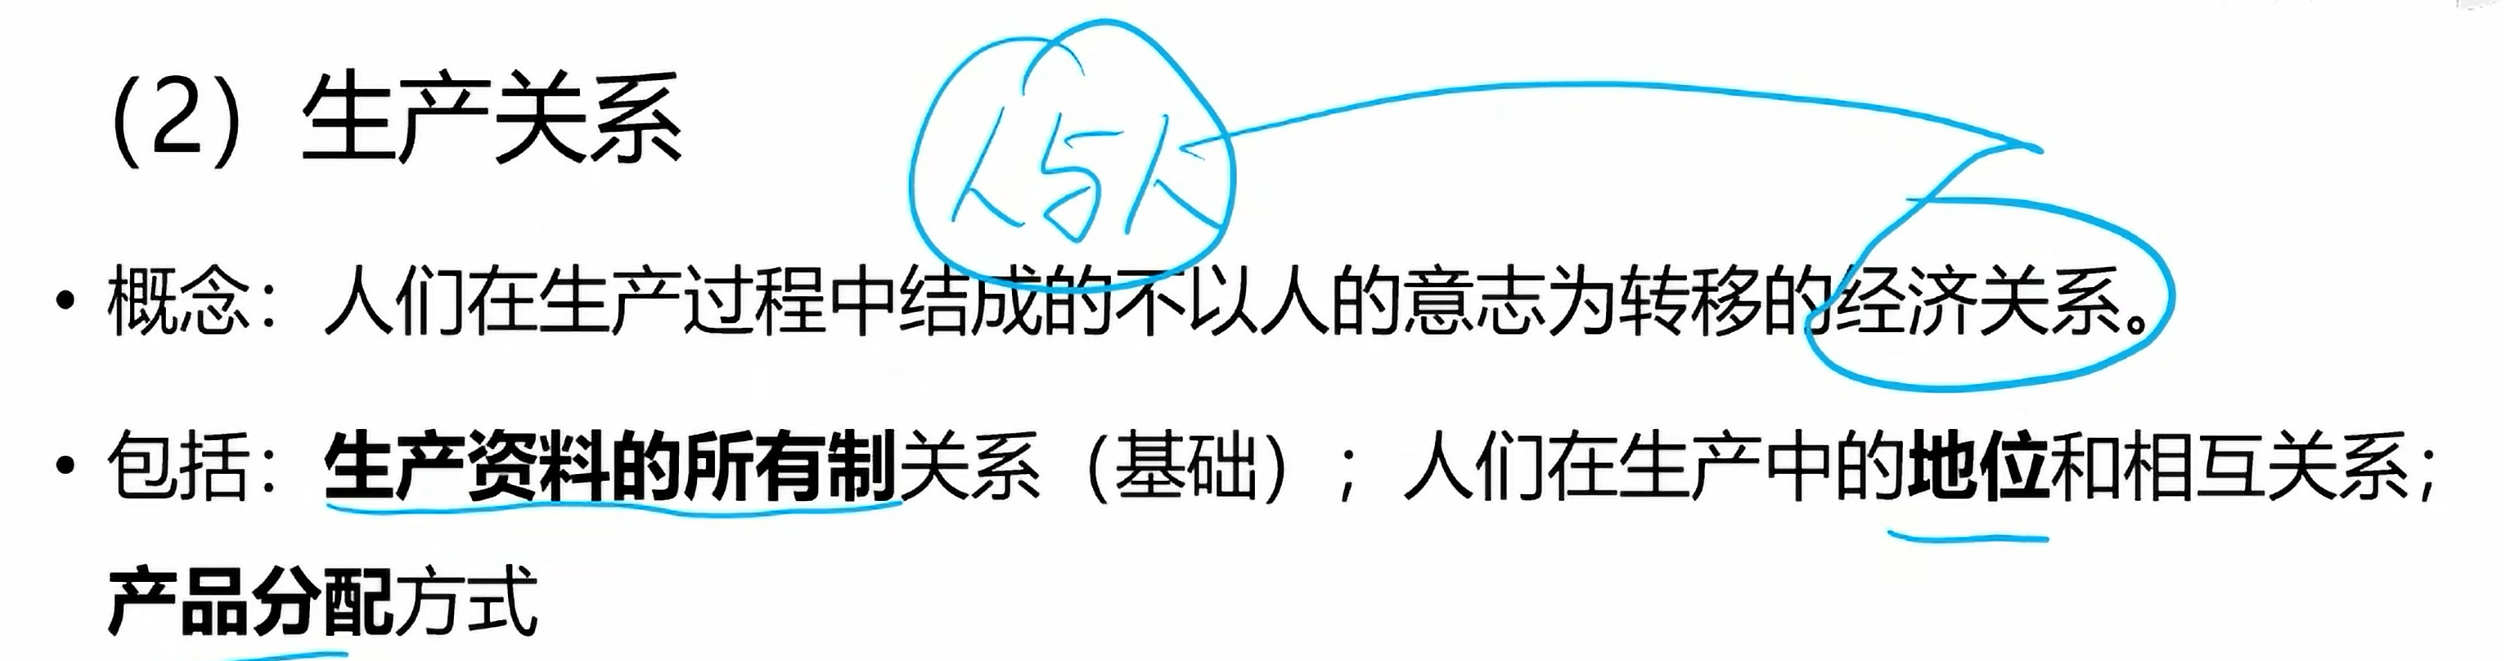 （2）生产关系
人与人
• 概念：人们在生产过程中结成的不以人的意志为转移的经济关系。
• 包括：生产资料的所有制关系（基础）；人们在生产中的地位和相互关系；
• 产品分配方式